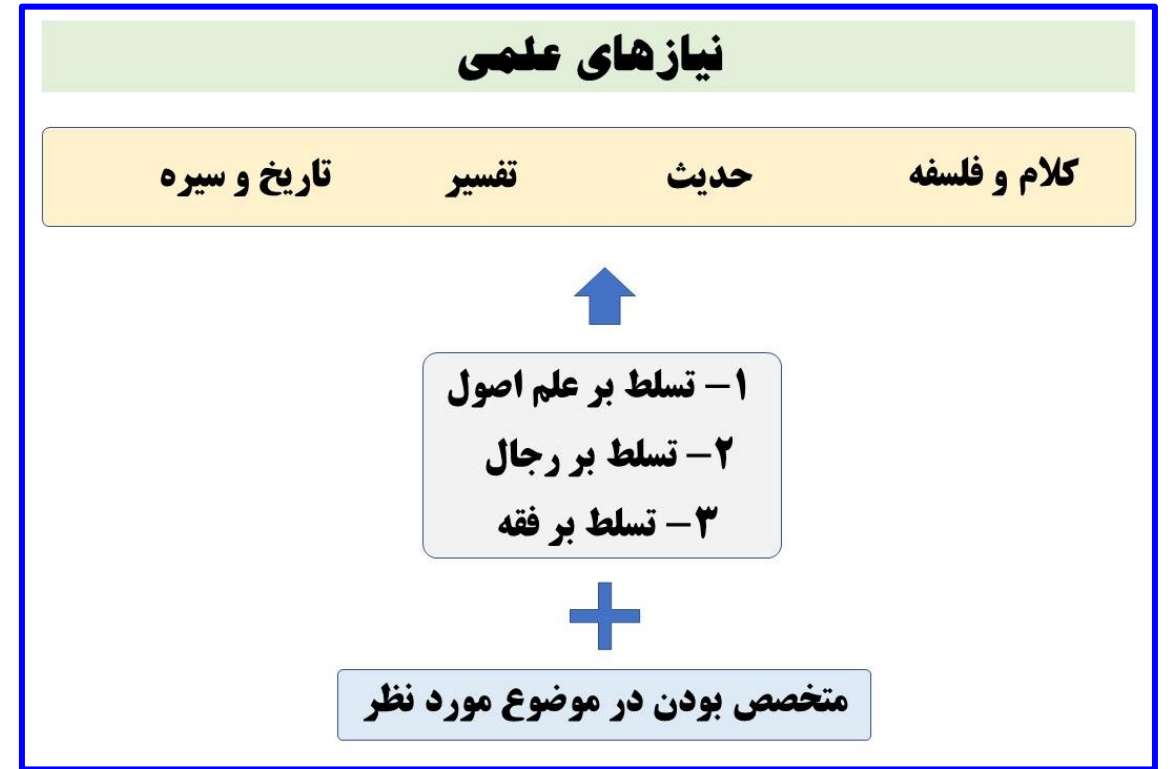 نیازهای علمی
کلام و فلسفه حدیث تفسیر تاریخ و سیره
۱- تسلط بر علم اصول
۲- تسلط بر رجال
۳- تسلط بر فقه
متخصص بودن در موضوع مورد نظر